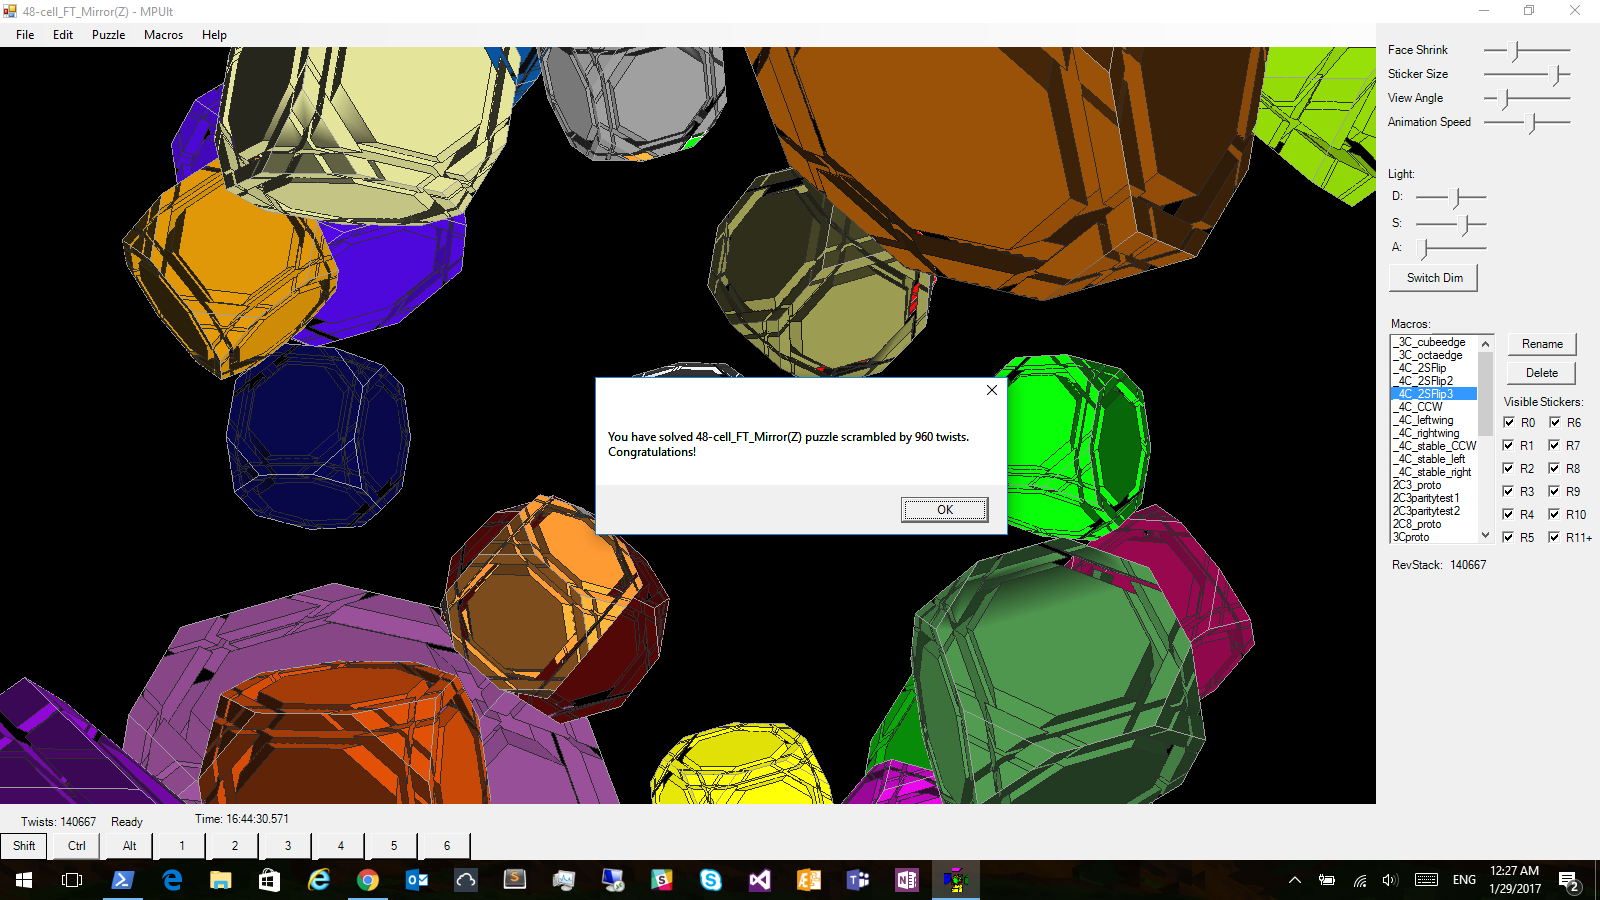 48-cell_FT_Mirror(Z) - MPUlt
File Edit Puzzle Macros Help
Face Shrink
Sticker Size
View Angle
Animation Speed
Light:
D:
S:
A:
Switch Dim
Macros:
_3C_cubeedge
_3C_octaedge
_4C_2SFlip
_4C_2SFlip2
_4C_2SFlip3
_4C_CCW
_4C_leftwing
_4C_rightwing
_4C_stable_CCW
_4C_stable_left
_4C_stable_right
2C3_proto
2C3paritytest1
2C3paritytest2
2C8_proto
3Cproto
Rename
Delete
Visible Stickers:
R0 R6
R1 R7
R2 R8
R3 R9
R4 R10
R5 R11+
RevStack: 140667
You have solved 48-cell_FT_Mirror(Z) puzzle scrambled by 960 twists.
Congratulations!
OK
Twists: 140667 Ready Time: 16:44:30.571
Shift Ctrl Alt 1 2 3 4 5 6
ENG
12:27 AM
1/29/2017
2